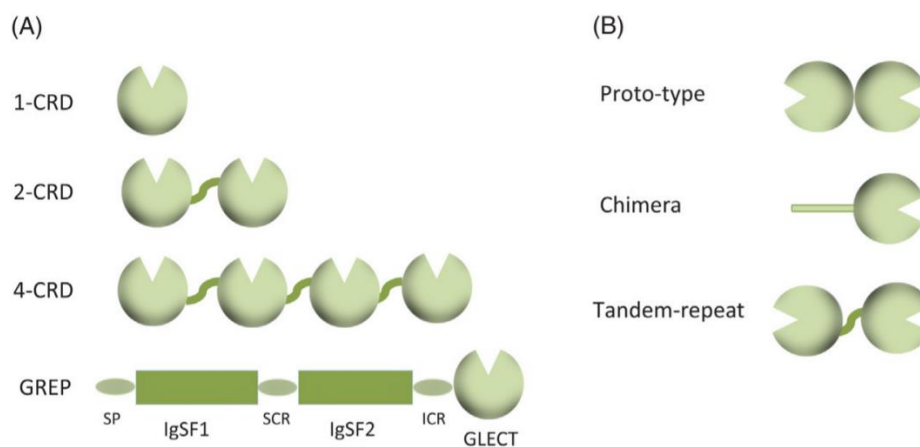 (A)
1-CRD
2-CRD
4-CRD
GREP
SP
IgSF1
SCR
IgSF2
ICR
GLECT
(B)
Proto-type
Chimera
Tandem-repeat